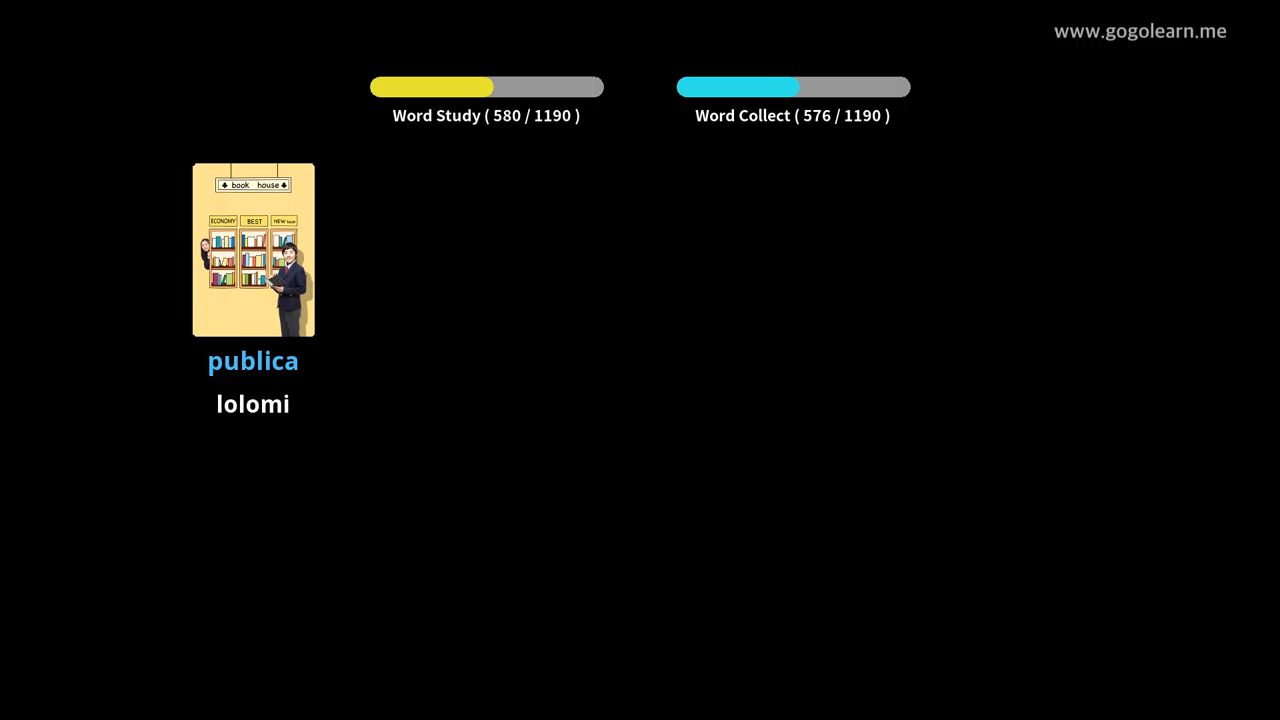 www.gogolearn.me
Word Study ( 580 / 1190 )
Word Collect ( 576 / 1190 )
book house
ECONOMY
BEST
NEW book
publica
lolomi